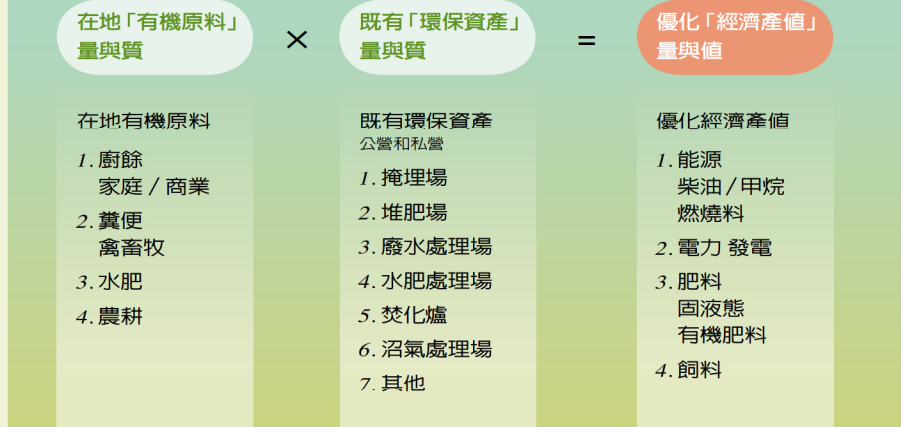 在地「有機原料」
量與質
×
既有「環保資產」
量與質
=
優化「經濟產值」
量與值
在地有機原料
1. 廚餘
家庭 / 商業
2. 糞便
禽畜牧
3. 水肥
4. 農耕
既有環保資產
公營和私營
1. 掩埋場
2. 堆肥場
3. 廢水處理場
4. 水肥處理場
5. 焚化爐
6. 沼氣處理場
7. 其他
優化經濟產值
1. 能源
柴油 / 甲烷
燃燒料
2. 電力 發電
3. 肥料
固液態
有機肥料
4. 飼料